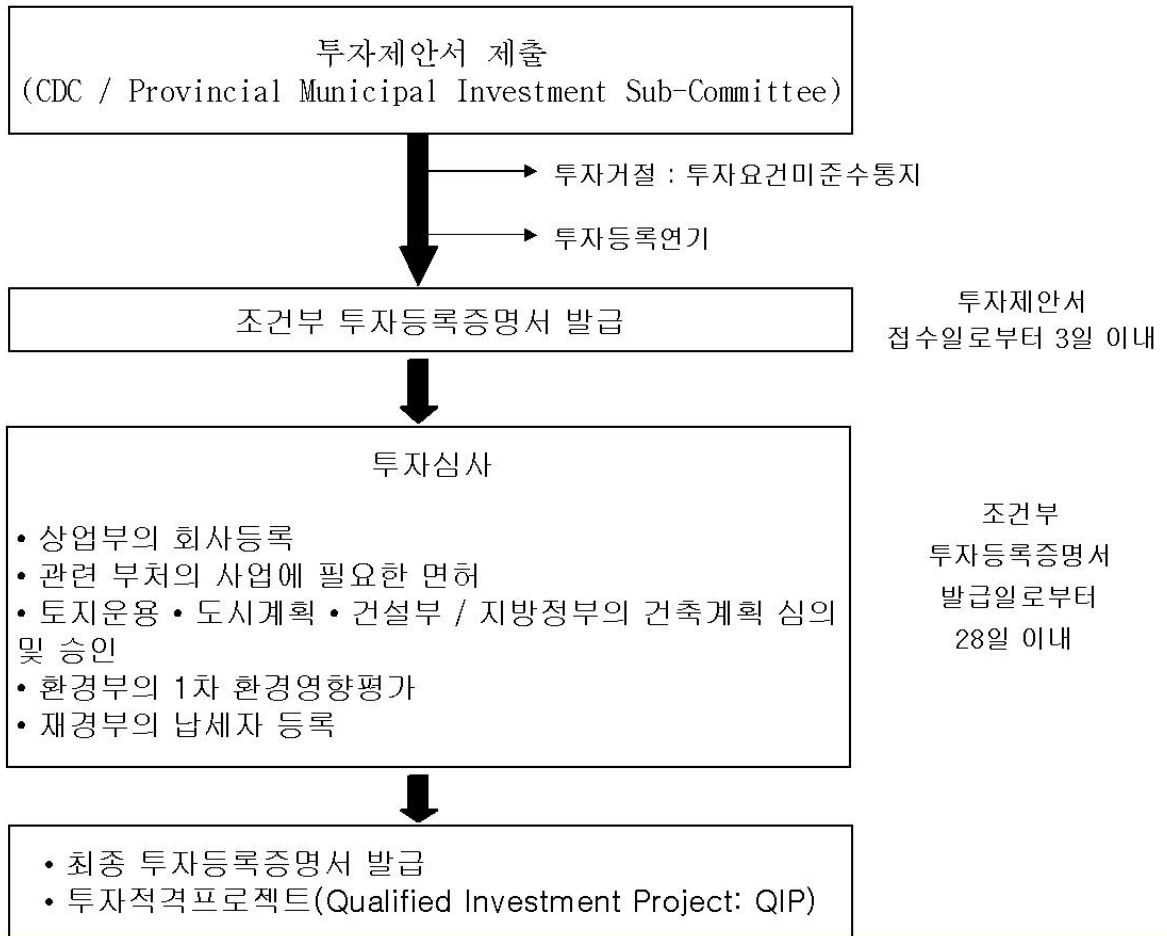 투자제안서 제출
(CDC / Provincial Municipal Investment Sub-Committee)
투자거절 : 투자요건미준수통지
투자등록연기
조건부 투자등록증명서 발급
투자제안서
접수일로부터 3일 이내
투자심사
• 상업부의 회사등록
• 관련 부처의 사업에 필요한 면허
• 토지운용 • 도시계획 • 건설부 / 지방정부의 건축계획 심의
및 승인
• 환경부의 1차 환경영향평가
• 재경부의 납세자 등록
조건부
투자등록증명서
발급일로부터
28일 이내
• 최종 투자등록증명서 발급
• 투자적격프로젝트(Qualified Investment Project: QIP)